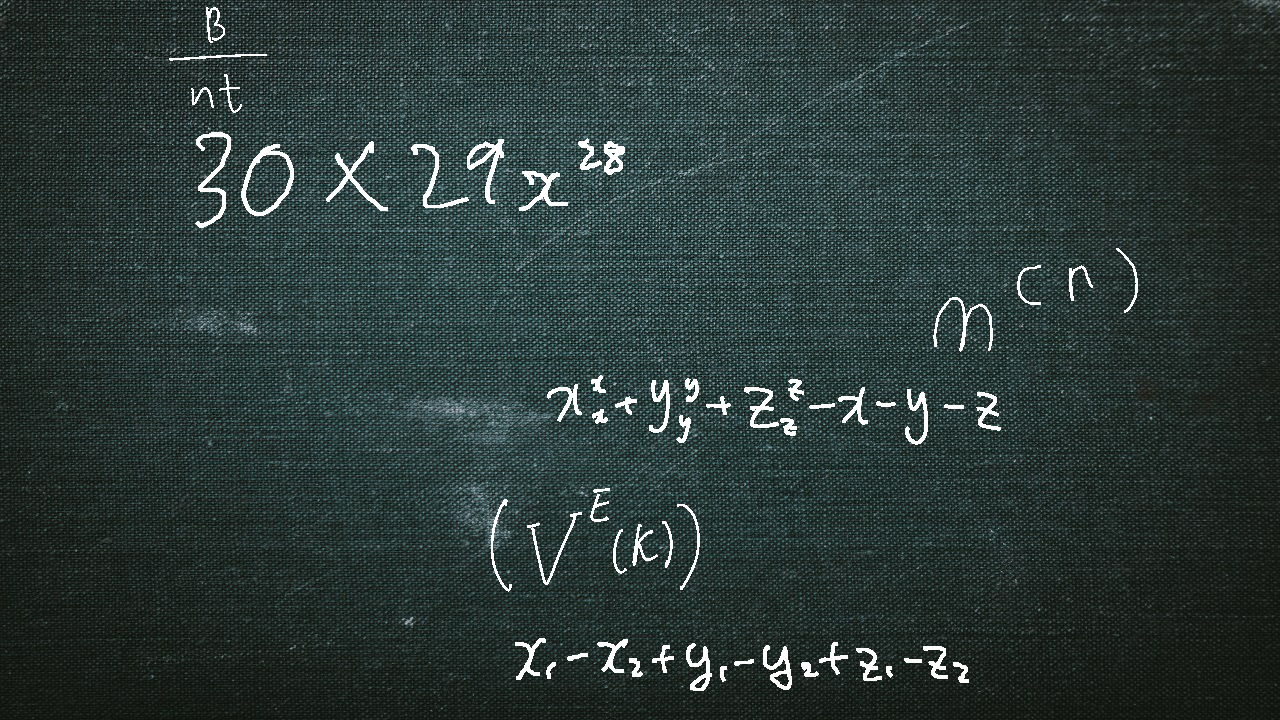 \frac{B}{nt}
30 \times 29x^{28}
m^{(n)}
x_x^x + y_y^y + z_z^z - x - y - z
(V^E(k))
x_1 - x_2 + y_1 - y_2 + z_1 - z_2